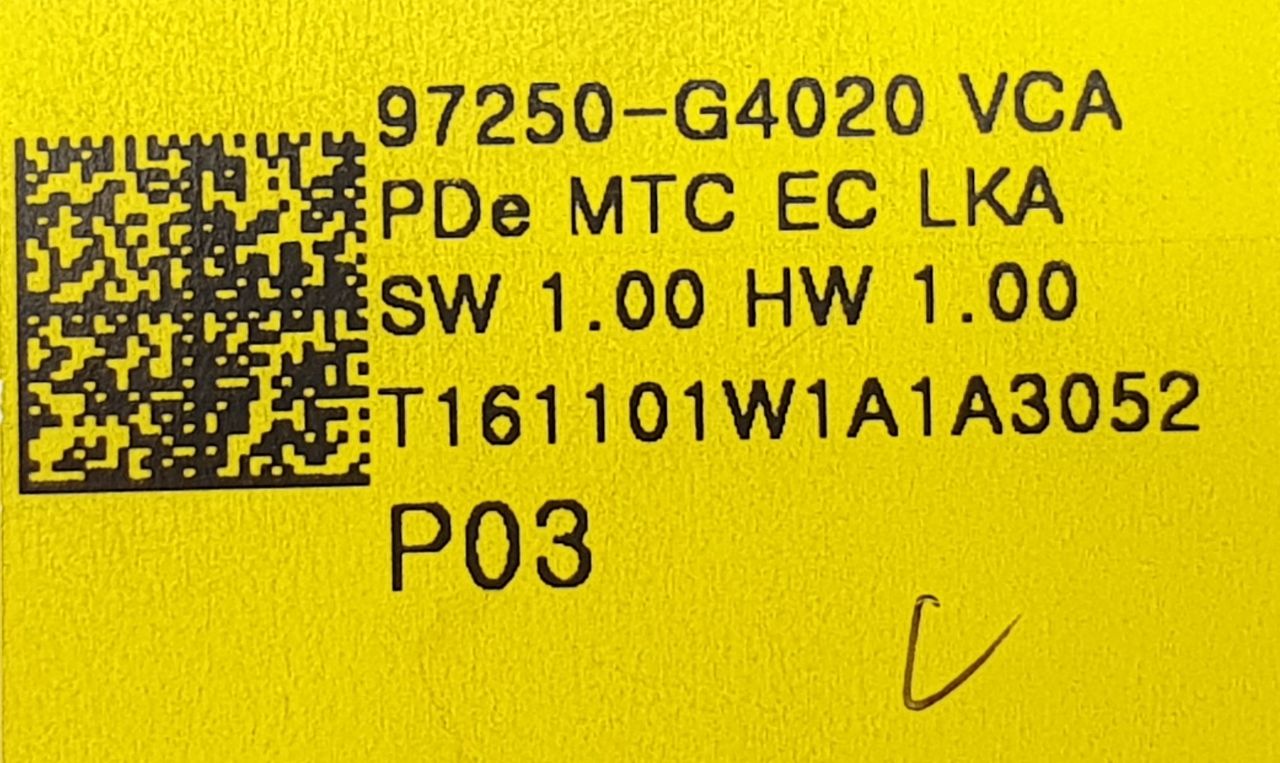 97250-G4020 VCA
PDe MTC EC LKA
SW 1.00 HW 1.00
T161101W1A1A3052
P03